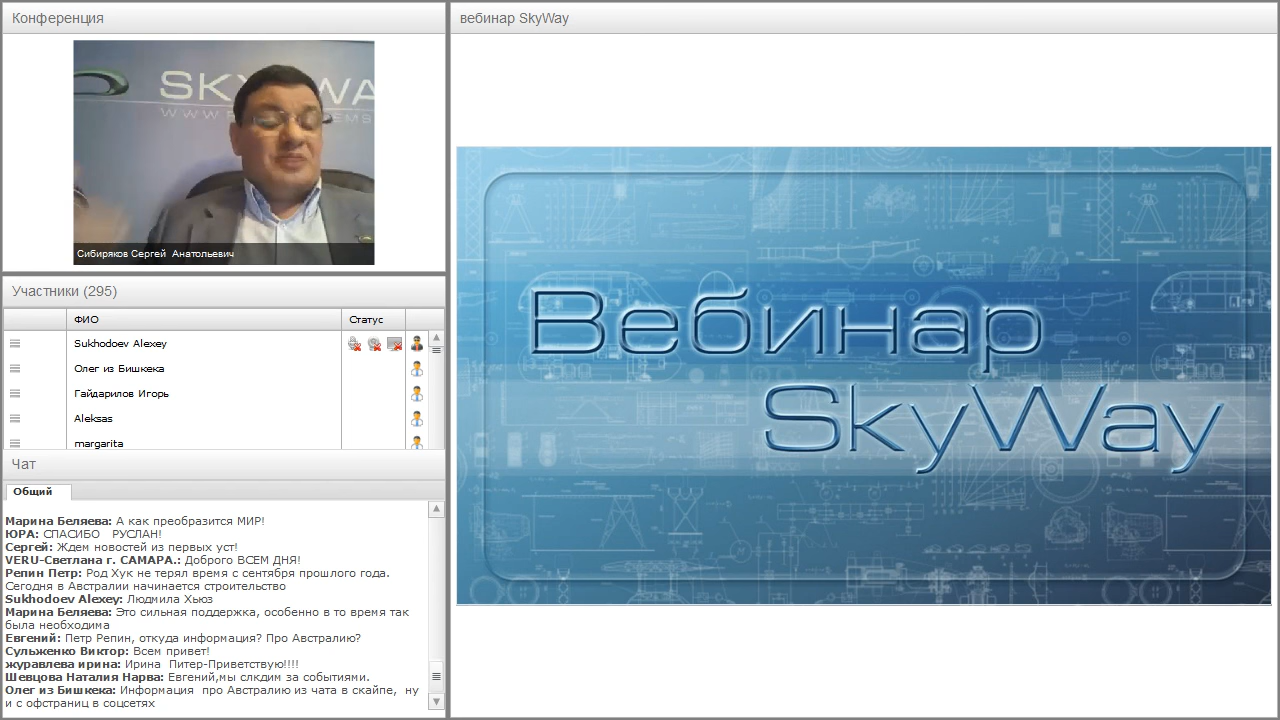 Конференция
SKYWA
Сибиряков Сергей Анатольевич
Участники (295)
ФИО
Статус
Sukhodoev Alexey
Олег из Бишкека
Гайдарилов Игорь
Aleksas
margarita
Чат
Общий
Марина Беляева: А как преобразится МИР!
ЮРА: СПАСИБО РУСЛАН!
Сергей: Ждем новостей из первых уст!
VERU-Светлана г. САМАРА.: Доброго ВСЕМ ДНЯ!
Репин Петр: Род Хук не терял время с сентября прошлого года.
Сегодня в Австралии начинается строительство
Sukhodoev Alexey: Людмила Хьюз
Марина Беляева: Это сильная поддержка, особенно в то время так
была необходима
Евгений: Петр Репин, откуда информация? Про Австралию?
Сульженко Виктор: Всем привет!
журавлева ирина: Ирина Питер-Приветствую!!!!
Шевцова Наталия Нарва: Евгений,мы слкдим за событиями.
Олег из Бишкека: Информация про Австралию из чата в скайпе, ну
и с офстраниц в соцсетях
вебинар SkyWay
Вебинар
SkyWay